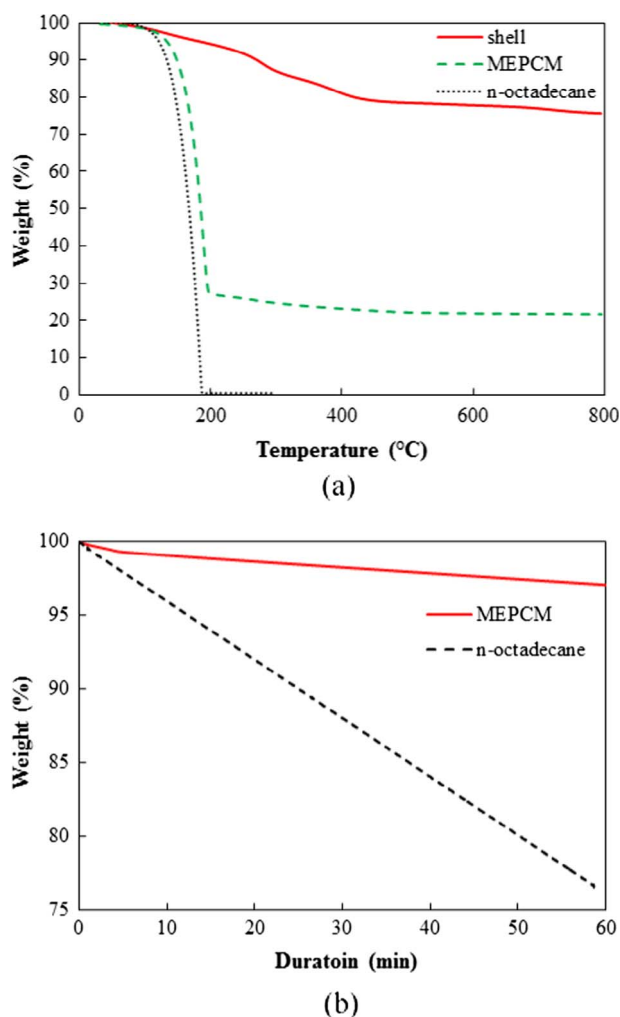 100
90
80
70
60
50
40
30
20
10
0
Weight (%)
shell
MEPCM
n-octadecane
0 200 400 600 800
Temperature (°C)
(a)
100
95
90
85
80
75
Weight (%)
MEPCM
n-octadecane
0 10 20 30 40 50 60
Duratoin (min)
(b)